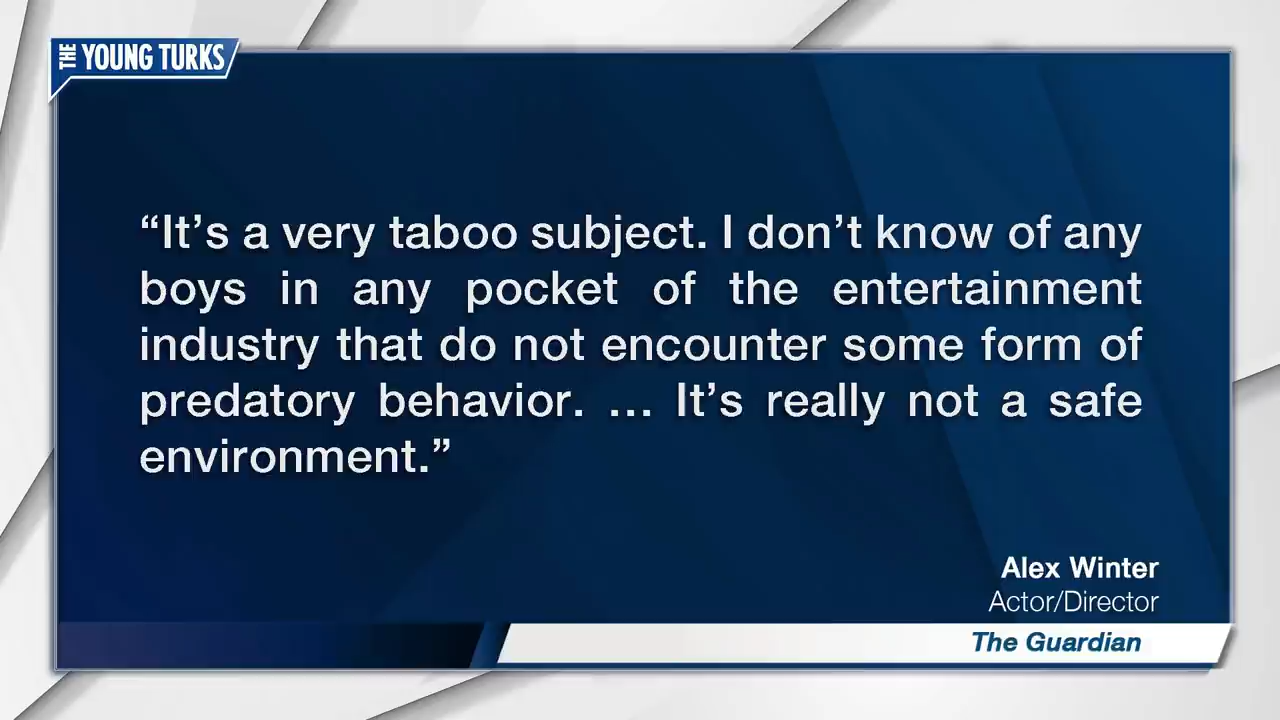 THE YOUNG TURKS
“It’s a very taboo subject. I don’t know of any
boys in any pocket of the entertainment
industry that do not encounter some form of
predatory behavior. ... It’s really not a safe
environment.”
Alex Winter
Actor/Director
The Guardian